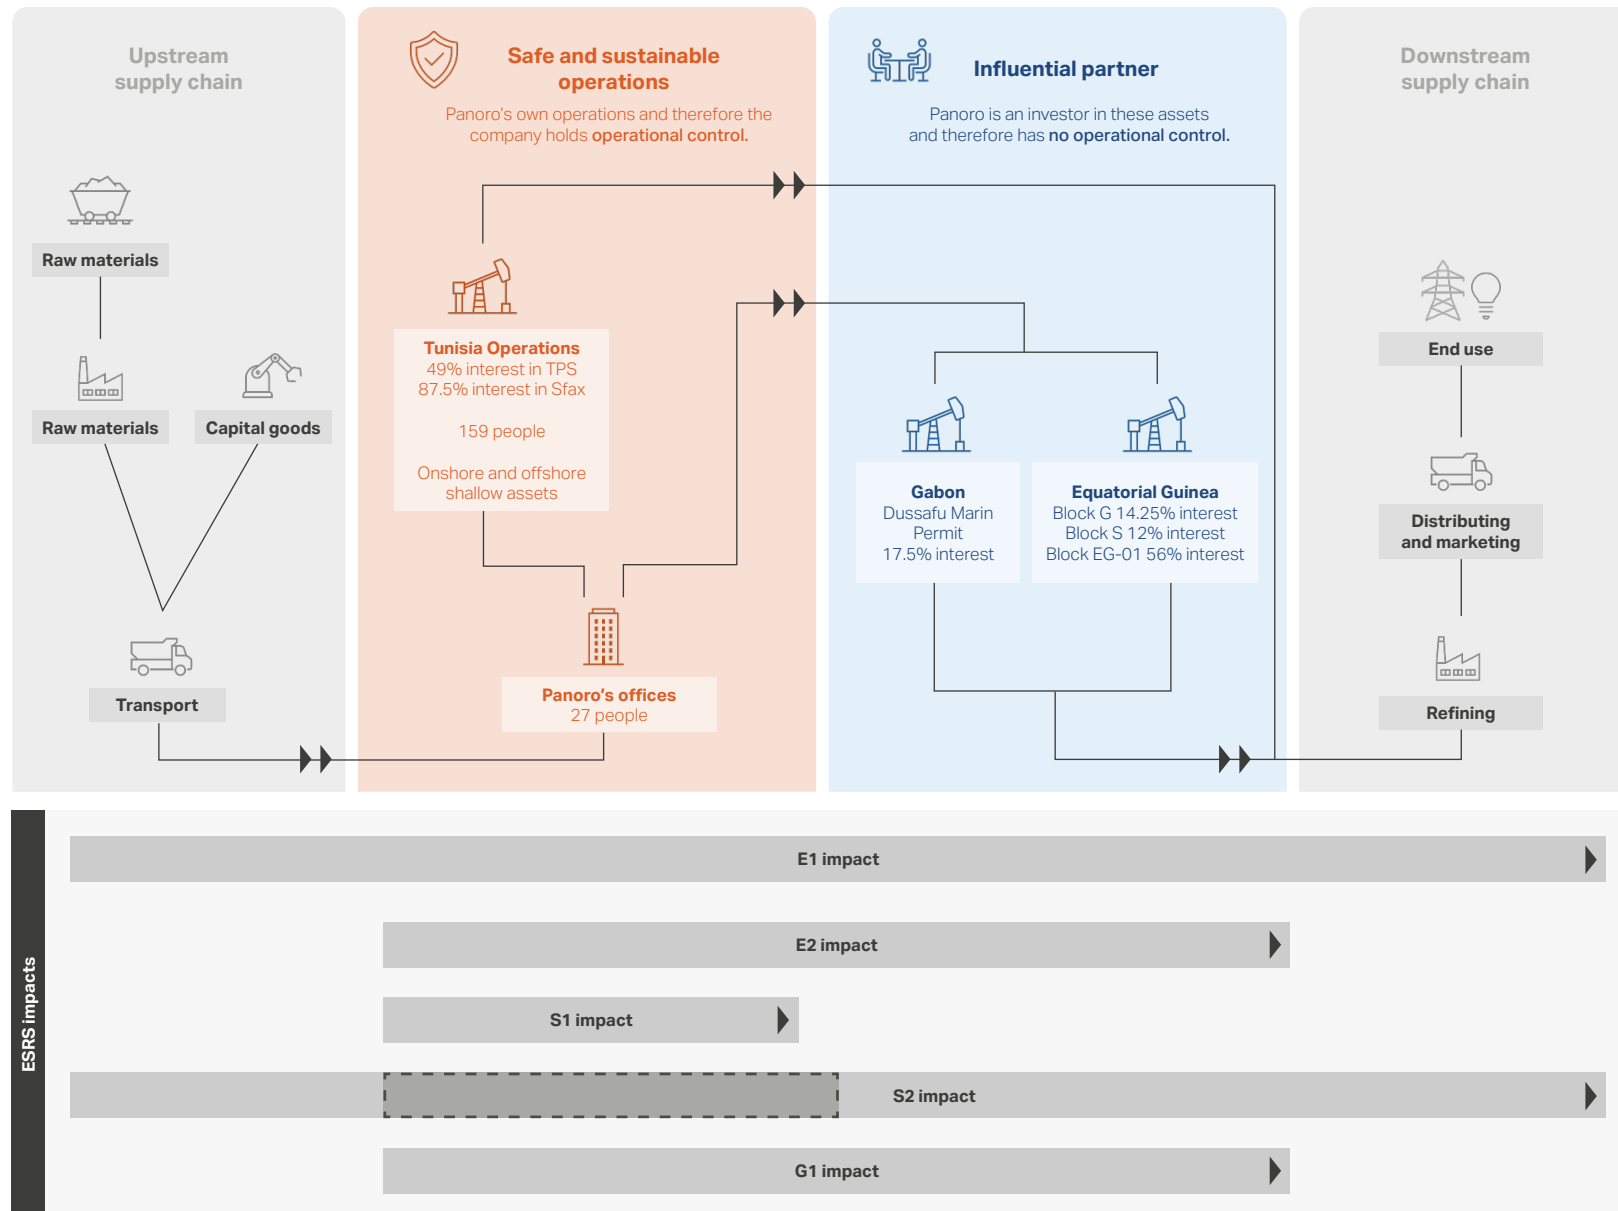 Upstream
supply chain
Raw materials
Raw materials
Capital goods
Transport
Safe and sustainable
operations
Panoro's own operations and therefore the
company holds operational control.
Tunisia Operations
49% interest in TPS
87.5% interest in Sfax
159 people
Onshore and offshore
shallow assets
Panoro's offices
27 people
Influential partner
Panoro is an investor in these assets
and therefore has no operational control.
Gabon
Dussafu Marin
Permit
17.5% interest
Equatorial Guinea
Block G 14.25% interest
Block S 12% interest
Block EG-01 56% interest
Downstream
supply chain
End use
Distributing
and marketing
Refining
ESRS impacts
E1 impact
E2 impact
S1 impact
S2 impact
G1 impact